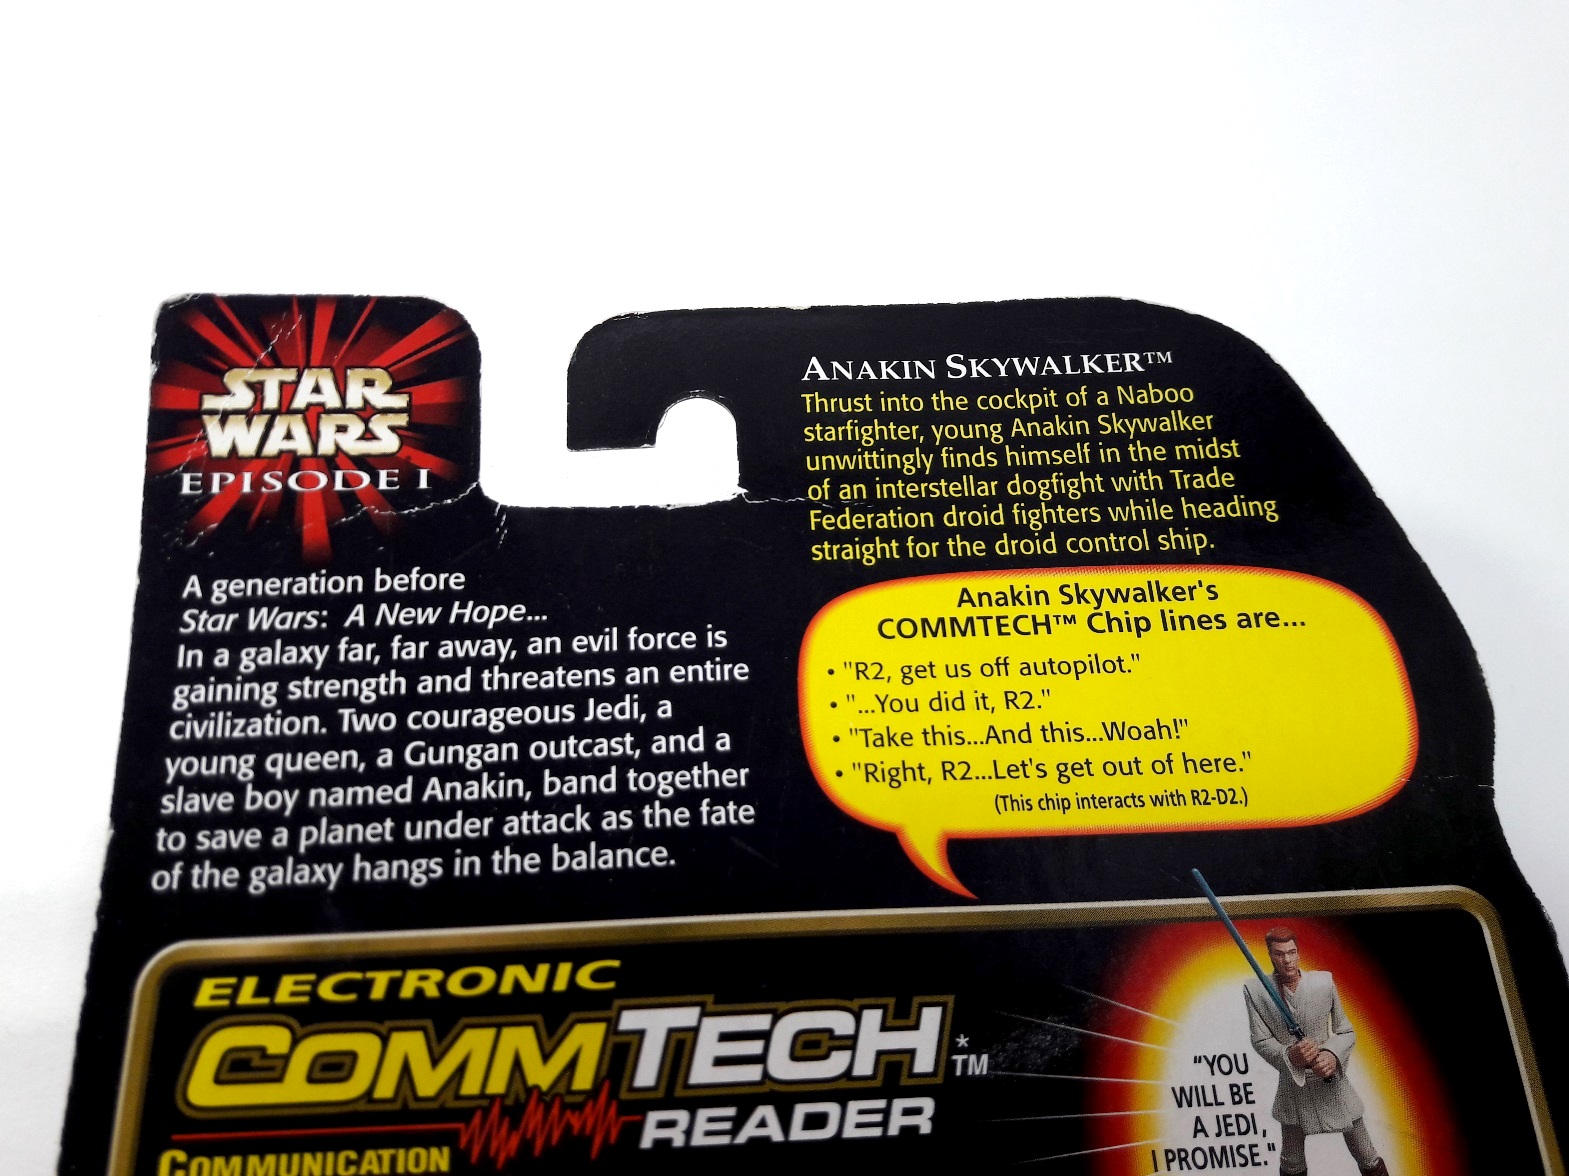 STAR
WARS
EPISODE I
A generation before
Star Wars: A New Hope...
In a galaxy far, far away, an evil force is
gaining strength and threatens an entire
civilization. Two courageous Jedi, a
young queen, a Gungan outcast, and a
slave boy named Anakin, band together
to save a planet under attack as the fate
of the galaxy hangs in the balance.
ANAKIN SKYWALKER™
Thrust into the cockpit of a Naboo
starfighter, young Anakin Skywalker
unwittingly finds himself in the midst
of an interstellar dogfight with Trade
Federation droid fighters while heading
straight for the droid control ship.
Anakin Skywalker's
COMMTECH™ Chip lines are...
• "R2, get us off autopilot."
• "...You did it, R2."
• "Take this...And this...Woah!"
• "Right, R2...Let's get out of here."
(This chip interacts with R2-D2.)
ELECTRONIC
COMMTECH*™
READER
COMMUNICATION
"YOU
WILL BE
A JEDI,
I PROMISE."